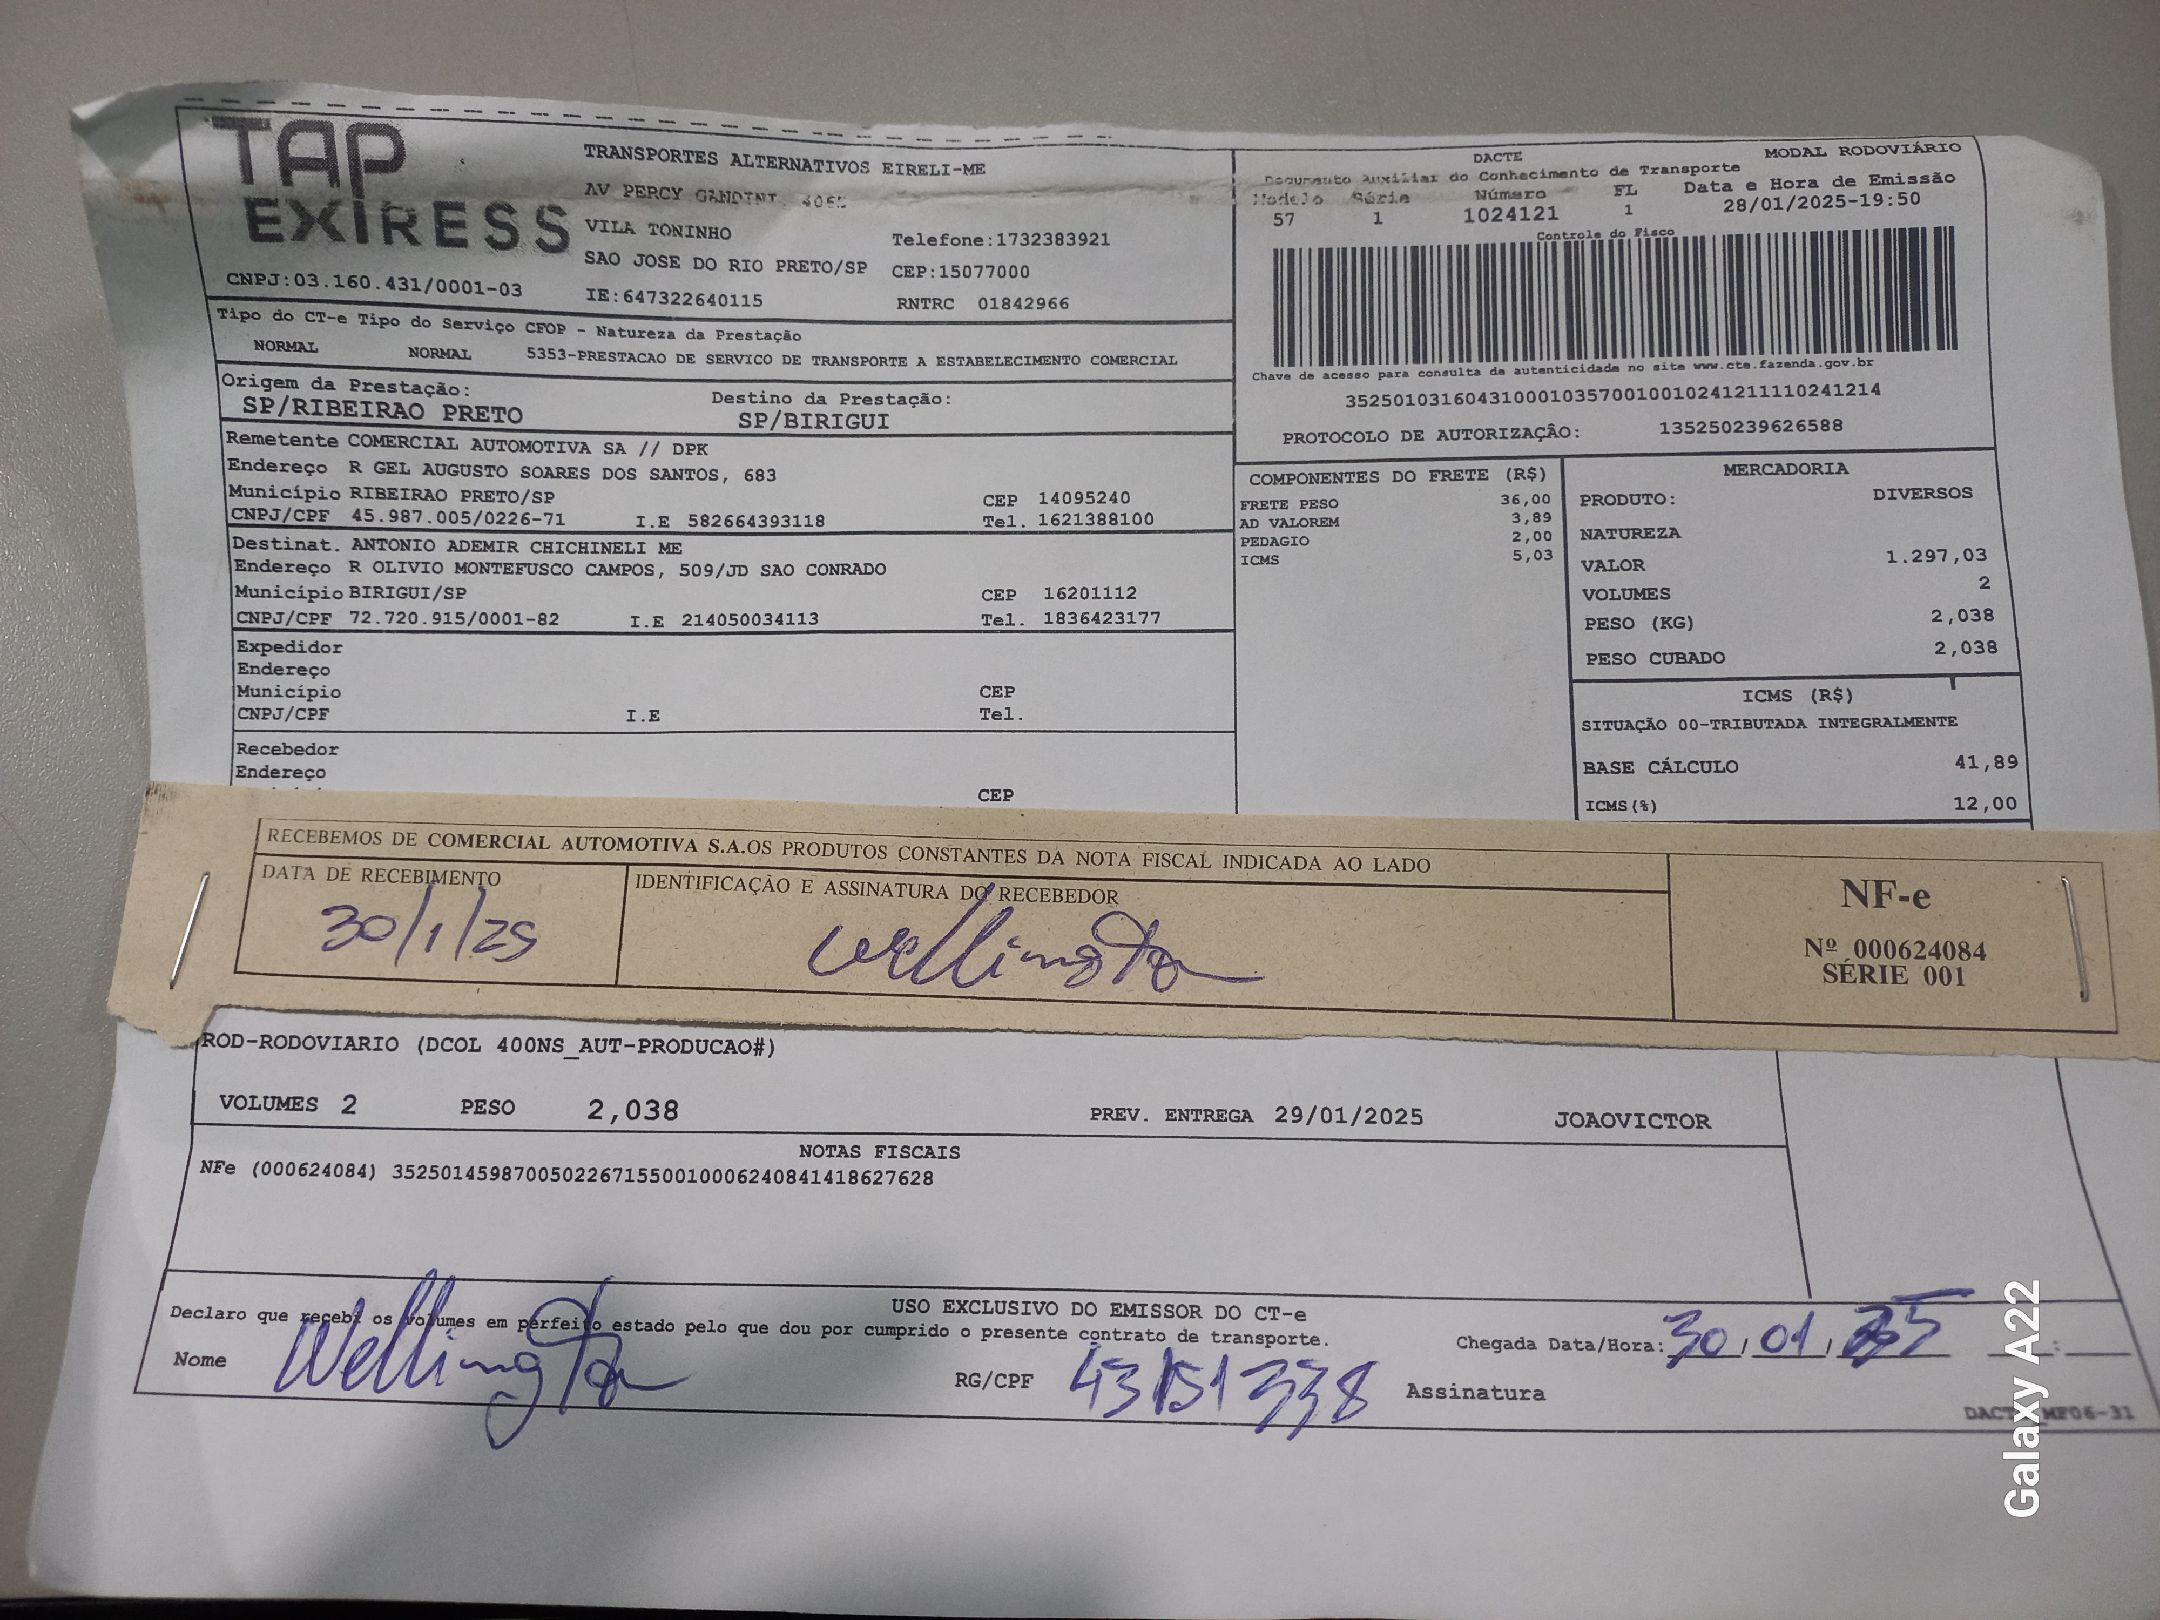 TAP
EXPRESS
TRANSPORTES ALTERNATIVOS EIRELI-ME
AV PERCY GANDINI,
VILA TONINHO Telefone:1732383921
SAO JOSE DO RIO PRETO/SP CEP:15077000
CNPJ:03.160.431/0001-03 IE:647322640115 RNTRC 01842966
DACTE MODAL RODOVIÁRIO
Documento Auxiliar do Conhecimento de Transporte
Modelo Série Número FL Data e Hora de Emissão
57 1 1024121 1 28/01/2025-19:50
Controle do Fisco
Chave de acesso para consulta de autenticidade no site www.cte.fazenda.gov.br
35250103160431000103570010010241211110241214
PROTOCOLO DE AUTORIZAÇÂO: 135250239626588
Tipo do CT-e Tipo do Serviço CFOP - Natureza da Prestação
NORMAL NORMAL 5353-PRESTACAO DE SERVICO DE TRANSPORTE A ESTABELECIMENTO COMERCIAL
Origem da Prestação: Destino da Prestação:
SP/RIBEIRAO PRETO SP/BIRIGUI
Remetente COMERCIAL AUTOMOTIVA SA // DPK
Endereço R GEL AUGUSTO SOARES DOS SANTOS, 683
Município RIBEIRAO PRETO/SP CEP 14095240
CNPJ/CPF 45.987.005/0226-71 I.E 582664393118 Tel. 1621388100
Destinat. ANTONIO ADEMIR CHICHINELI ME
Endereço R OLIVIO MONTEFUSCO CAMPOS, 509/JD SAO CONRADO
Município BIRIGUI/SP CEP 16201112
CNPJ/CPF 72.720.915/0001-82 I.E 214050034113 Tel. 1836423177
Expedidor
Endereço
Município CEP
CNPJ/CPF I.E Tel.
Recebedor
Endereço
CEP
COMPONENTES DO FRETE (R$)
FRETE PESO 36,00
AD VALOREM 3,89
PEDAGIO 2,00
ICMS 5,03
MERCADORIA
PRODUTO: DIVERSOS
NATUREZA
VALOR 1.297,03
VOLUMES 2
PESO (KG) 2,038
PESO CUBADO 2,038
ICMS (R$)
SITUAÇÃO 00-TRIBUTADA INTEGRALMENTE
BASE CÁLCULO 41,89
ICMS(%) 12,00
RECEBEMOS DE COMERCIAL AUTOMOTIVA S.A.OS PRODUTOS CONSTANTES DA NOTA FISCAL INDICADA AO LADO
DATA DE RECEBIMENTO IDENTIFICAÇÃO E ASSINATURA DO RECEBEDOR
30/1/25 Wellington
NF-e
Nº 000624084
SÉRIE 001
ROD-RODOVIARIO (DCOL 400NS_AUT-PRODUCAO#)
VOLUMES 2 PESO 2,038 PREV. ENTREGA 29/01/2025 JOAOVICTOR
NOTAS FISCAIS
NFe (000624084) 35250145987005022671550010006240841418627628
USO EXCLUSIVO DO EMISSOR DO CT-e
Declaro que recebi os volumes em perfeito estado pelo que dou por cumprido o presente contrato de transporte.
Chegada Data/Hora: 30/01/25 :
Nome Wellington RG/CPF 43151338 Assinatura
Galaxy A22